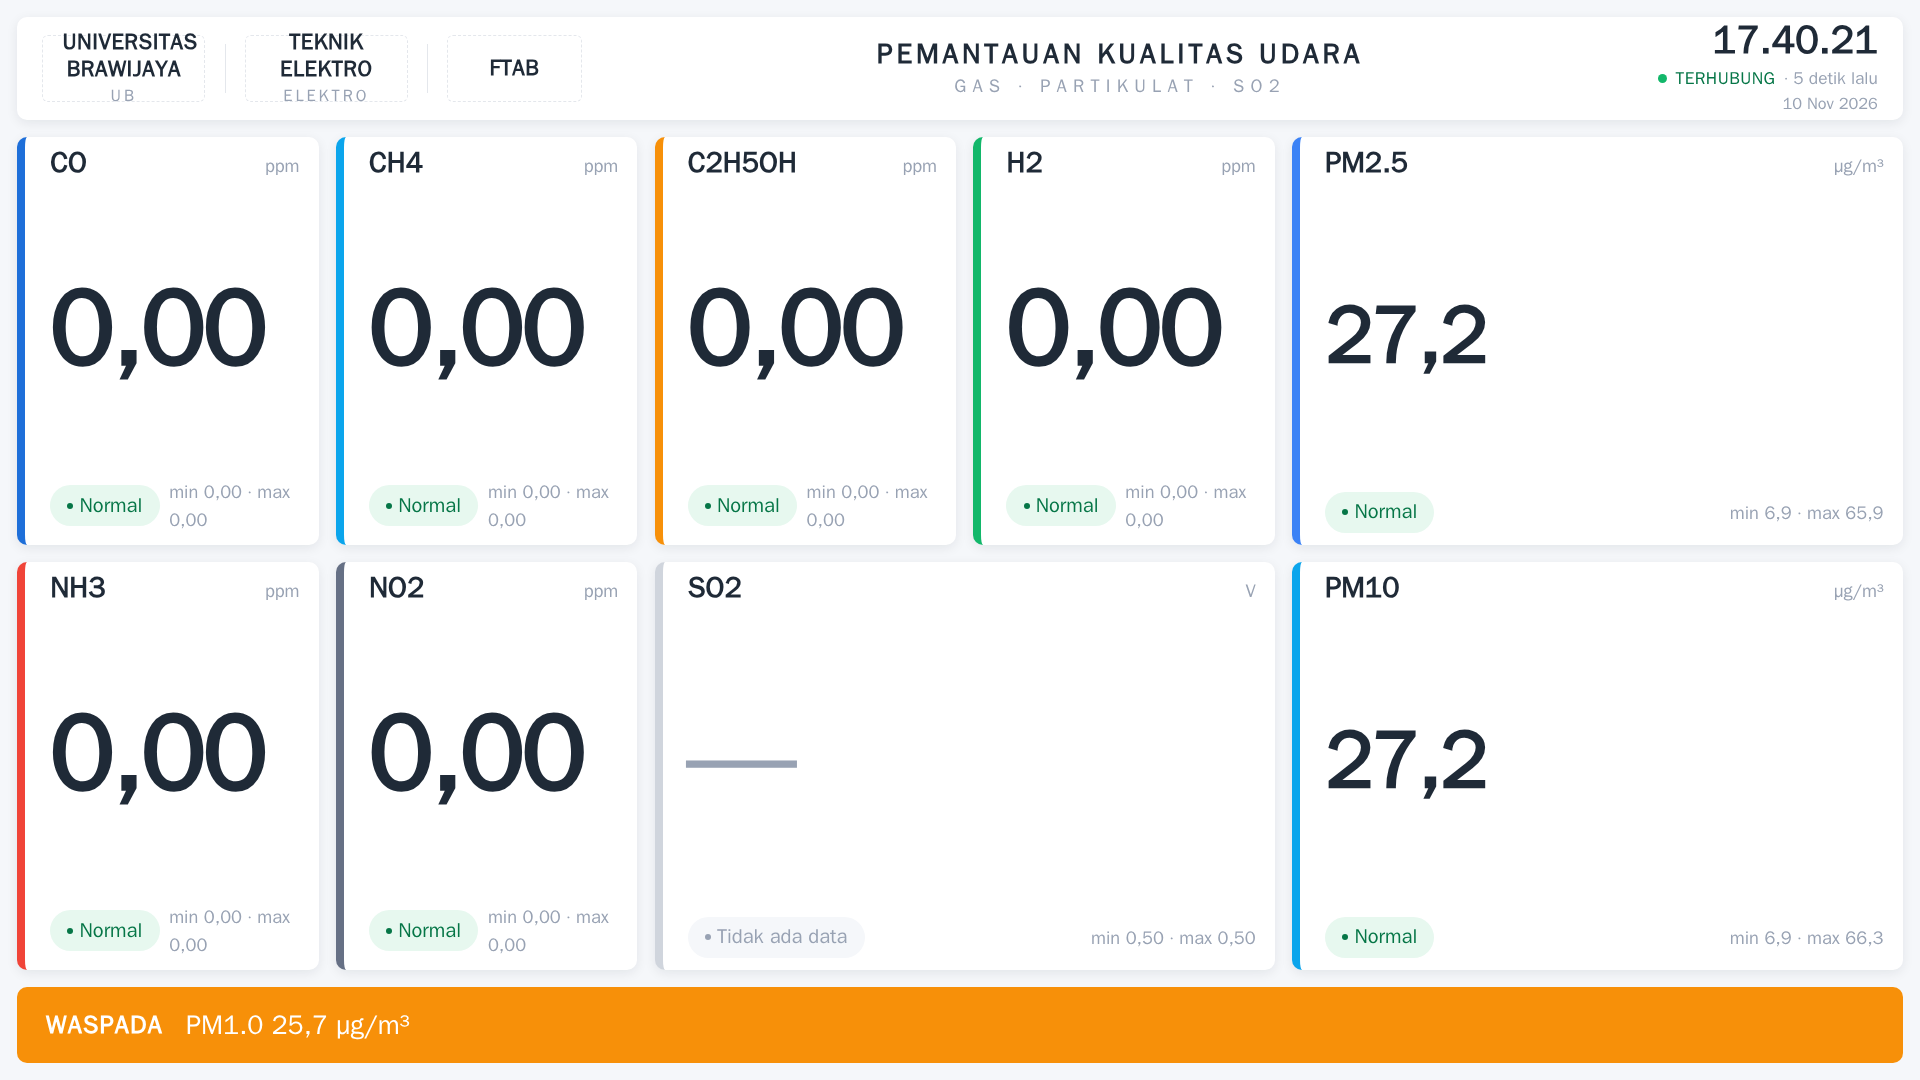 UNIVERSITAS
BRAWIJAYA
UB
TEKNIK
ELEKTRO
ELEKTRO
FTAB
PEMANTAUAN KUALITAS UDARA
GAS · PARTIKULAT · SO2
17.40.21
TERHUBUNG · 5 detik lalu
10 Nov 2026
CO ppm
0,00
• Normal min 0,00 · max
0,00
CH4 ppm
0,00
• Normal min 0,00 · max
0,00
C2H5OH ppm
0,00
• Normal min 0,00 · max
0,00
H2 ppm
0,00
• Normal min 0,00 · max
0,00
PM2.5 µg/m³
27,2
• Normal min 6,9 · max 65,9
NH3 ppm
0,00
• Normal min 0,00 · max
0,00
NO2 ppm
0,00
• Normal min 0,00 · max
0,00
SO2 V
—
• Tidak ada data min 0,50 · max 0,50
PM10 µg/m³
27,2
• Normal min 6,9 · max 66,3
WASPADA PM1.0 25,7 µg/m³